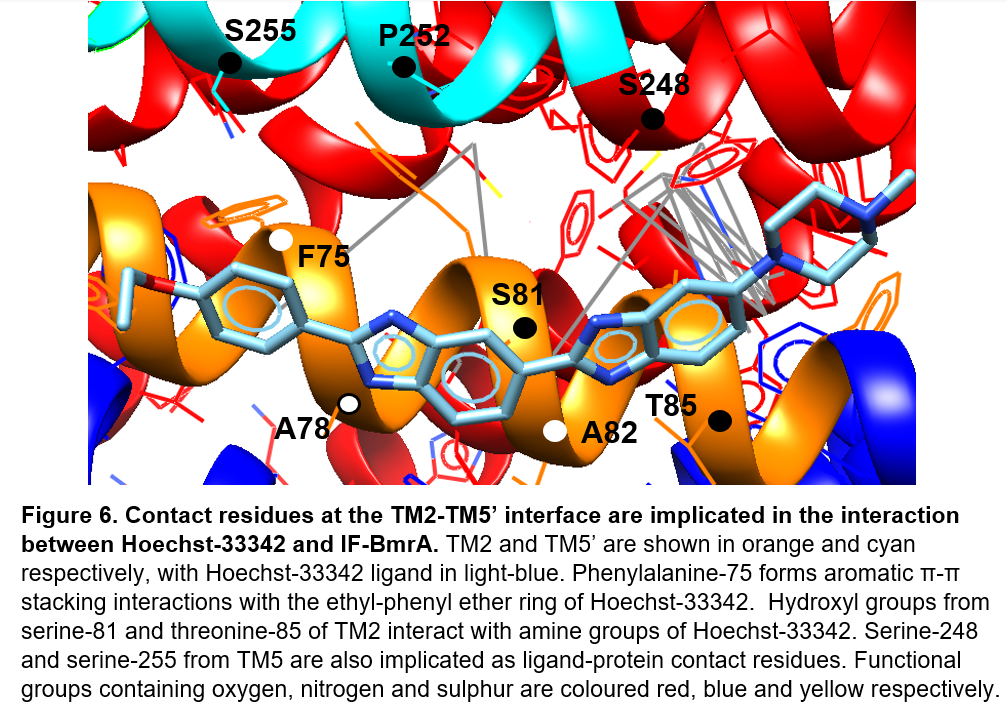 S255
P252
S248
F75
S81
T85
A78
A82
Figure 6. Contact residues at the TM2-TM5’ interface are implicated in the interaction
between Hoechst-33342 and IF-BmrA. TM2 and TM5’ are shown in orange and cyan
respectively, with Hoechst-33342 ligand in light-blue. Phenylalanine-75 forms aromatic π-π
stacking interactions with the ethyl-phenyl ether ring of Hoechst-33342.  Hydroxyl groups from
serine-81 and threonine-85 of TM2 interact with amine groups of Hoechst-33342. Serine-248
and serine-255 from TM5 are also implicated as ligand-protein contact residues. Functional
groups containing oxygen, nitrogen and sulphur are coloured red, blue and yellow respectively.